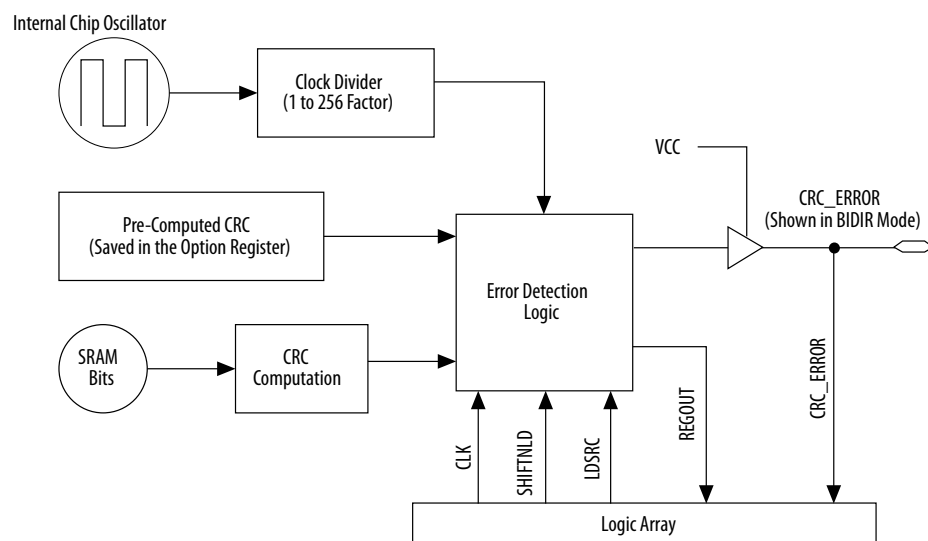 Internal Chip Oscillator
Clock Divider
(1 to 256 Factor)
VCC
CRC_ERROR
(Shown in BIDIR Mode)
Pre-Computed CRC
(Saved in the Option Register)
Error Detection
Logic
SRAM
Bits
CRC
Computation
CLK
SHIFTNLD
LDSRC
REGOUT
CRC_ERROR
Logic Array